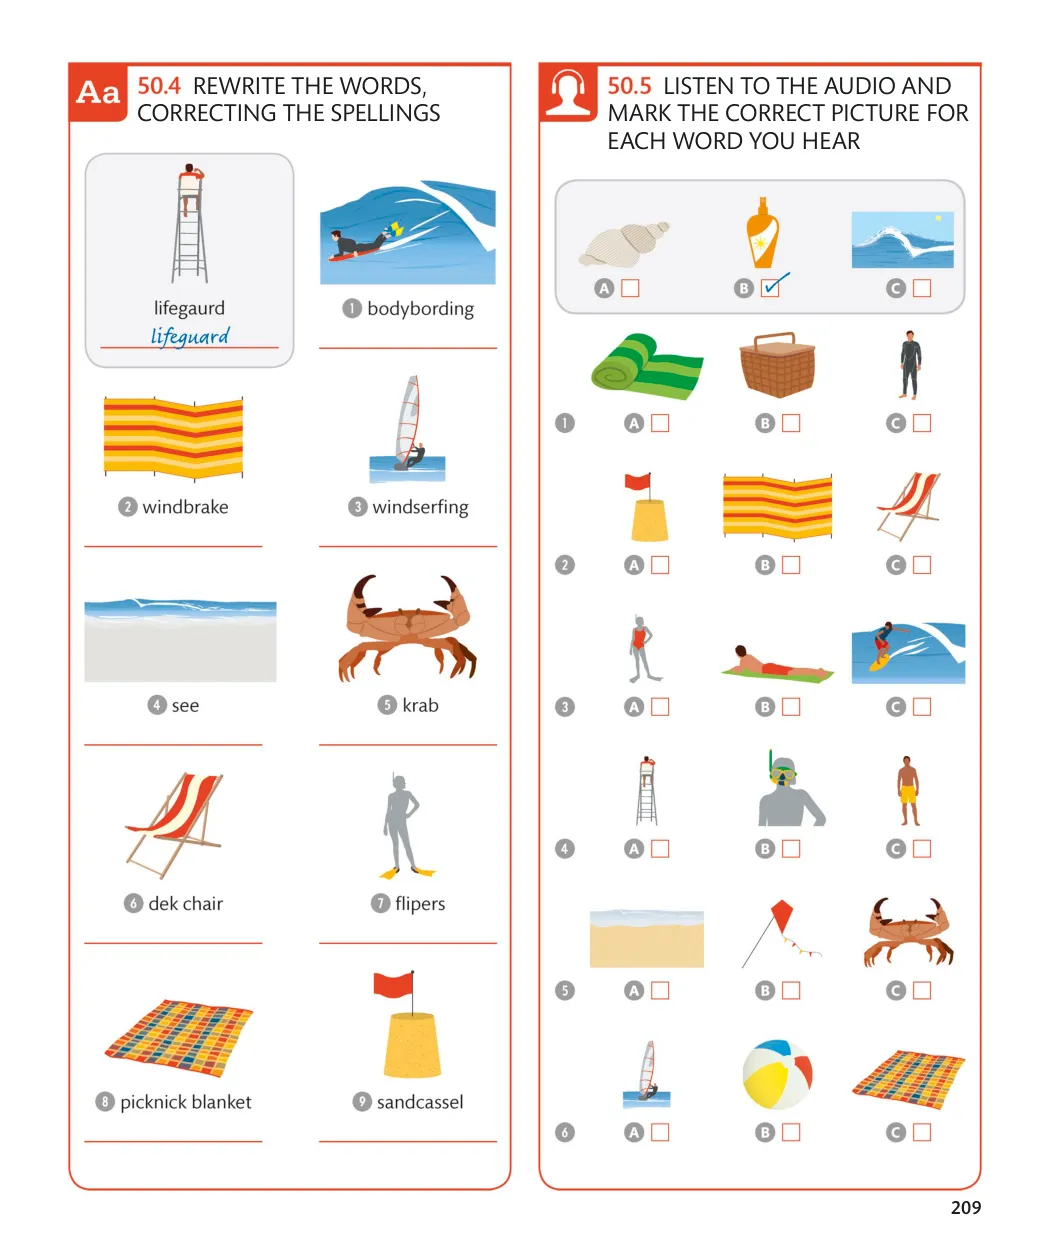 Aa 50.4 REWRITE THE WORDS,
CORRECTING THE SPELLINGS
lifegaurd
lifeguard
1 bodybording
2 windbrake
3 windserfing
4 see
5 krab
6 dek chair
7 flipers
8 picknick blanket
9 sandcassel
50.5 LISTEN TO THE AUDIO AND
MARK THE CORRECT PICTURE FOR
EACH WORD YOU HEAR
A B C
1 A B C
2 A B C
3 A B C
4 A B C
5 A B C
6 A B C
209